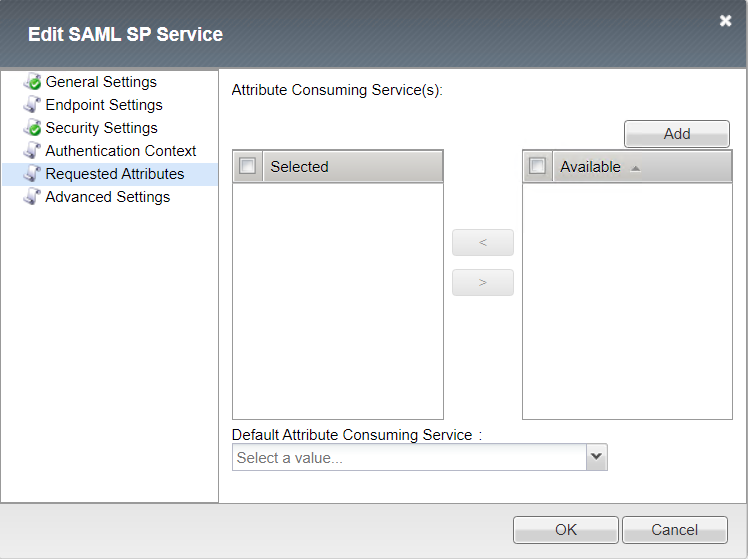 Edit SAML SP Service
General Settings
Endpoint Settings
Security Settings
Authentication Context
Requested Attributes
Advanced Settings
Attribute Consuming Service(s):
Add
Selected
Available
<
>
Default Attribute Consuming Service :
Select a value...
OK
Cancel